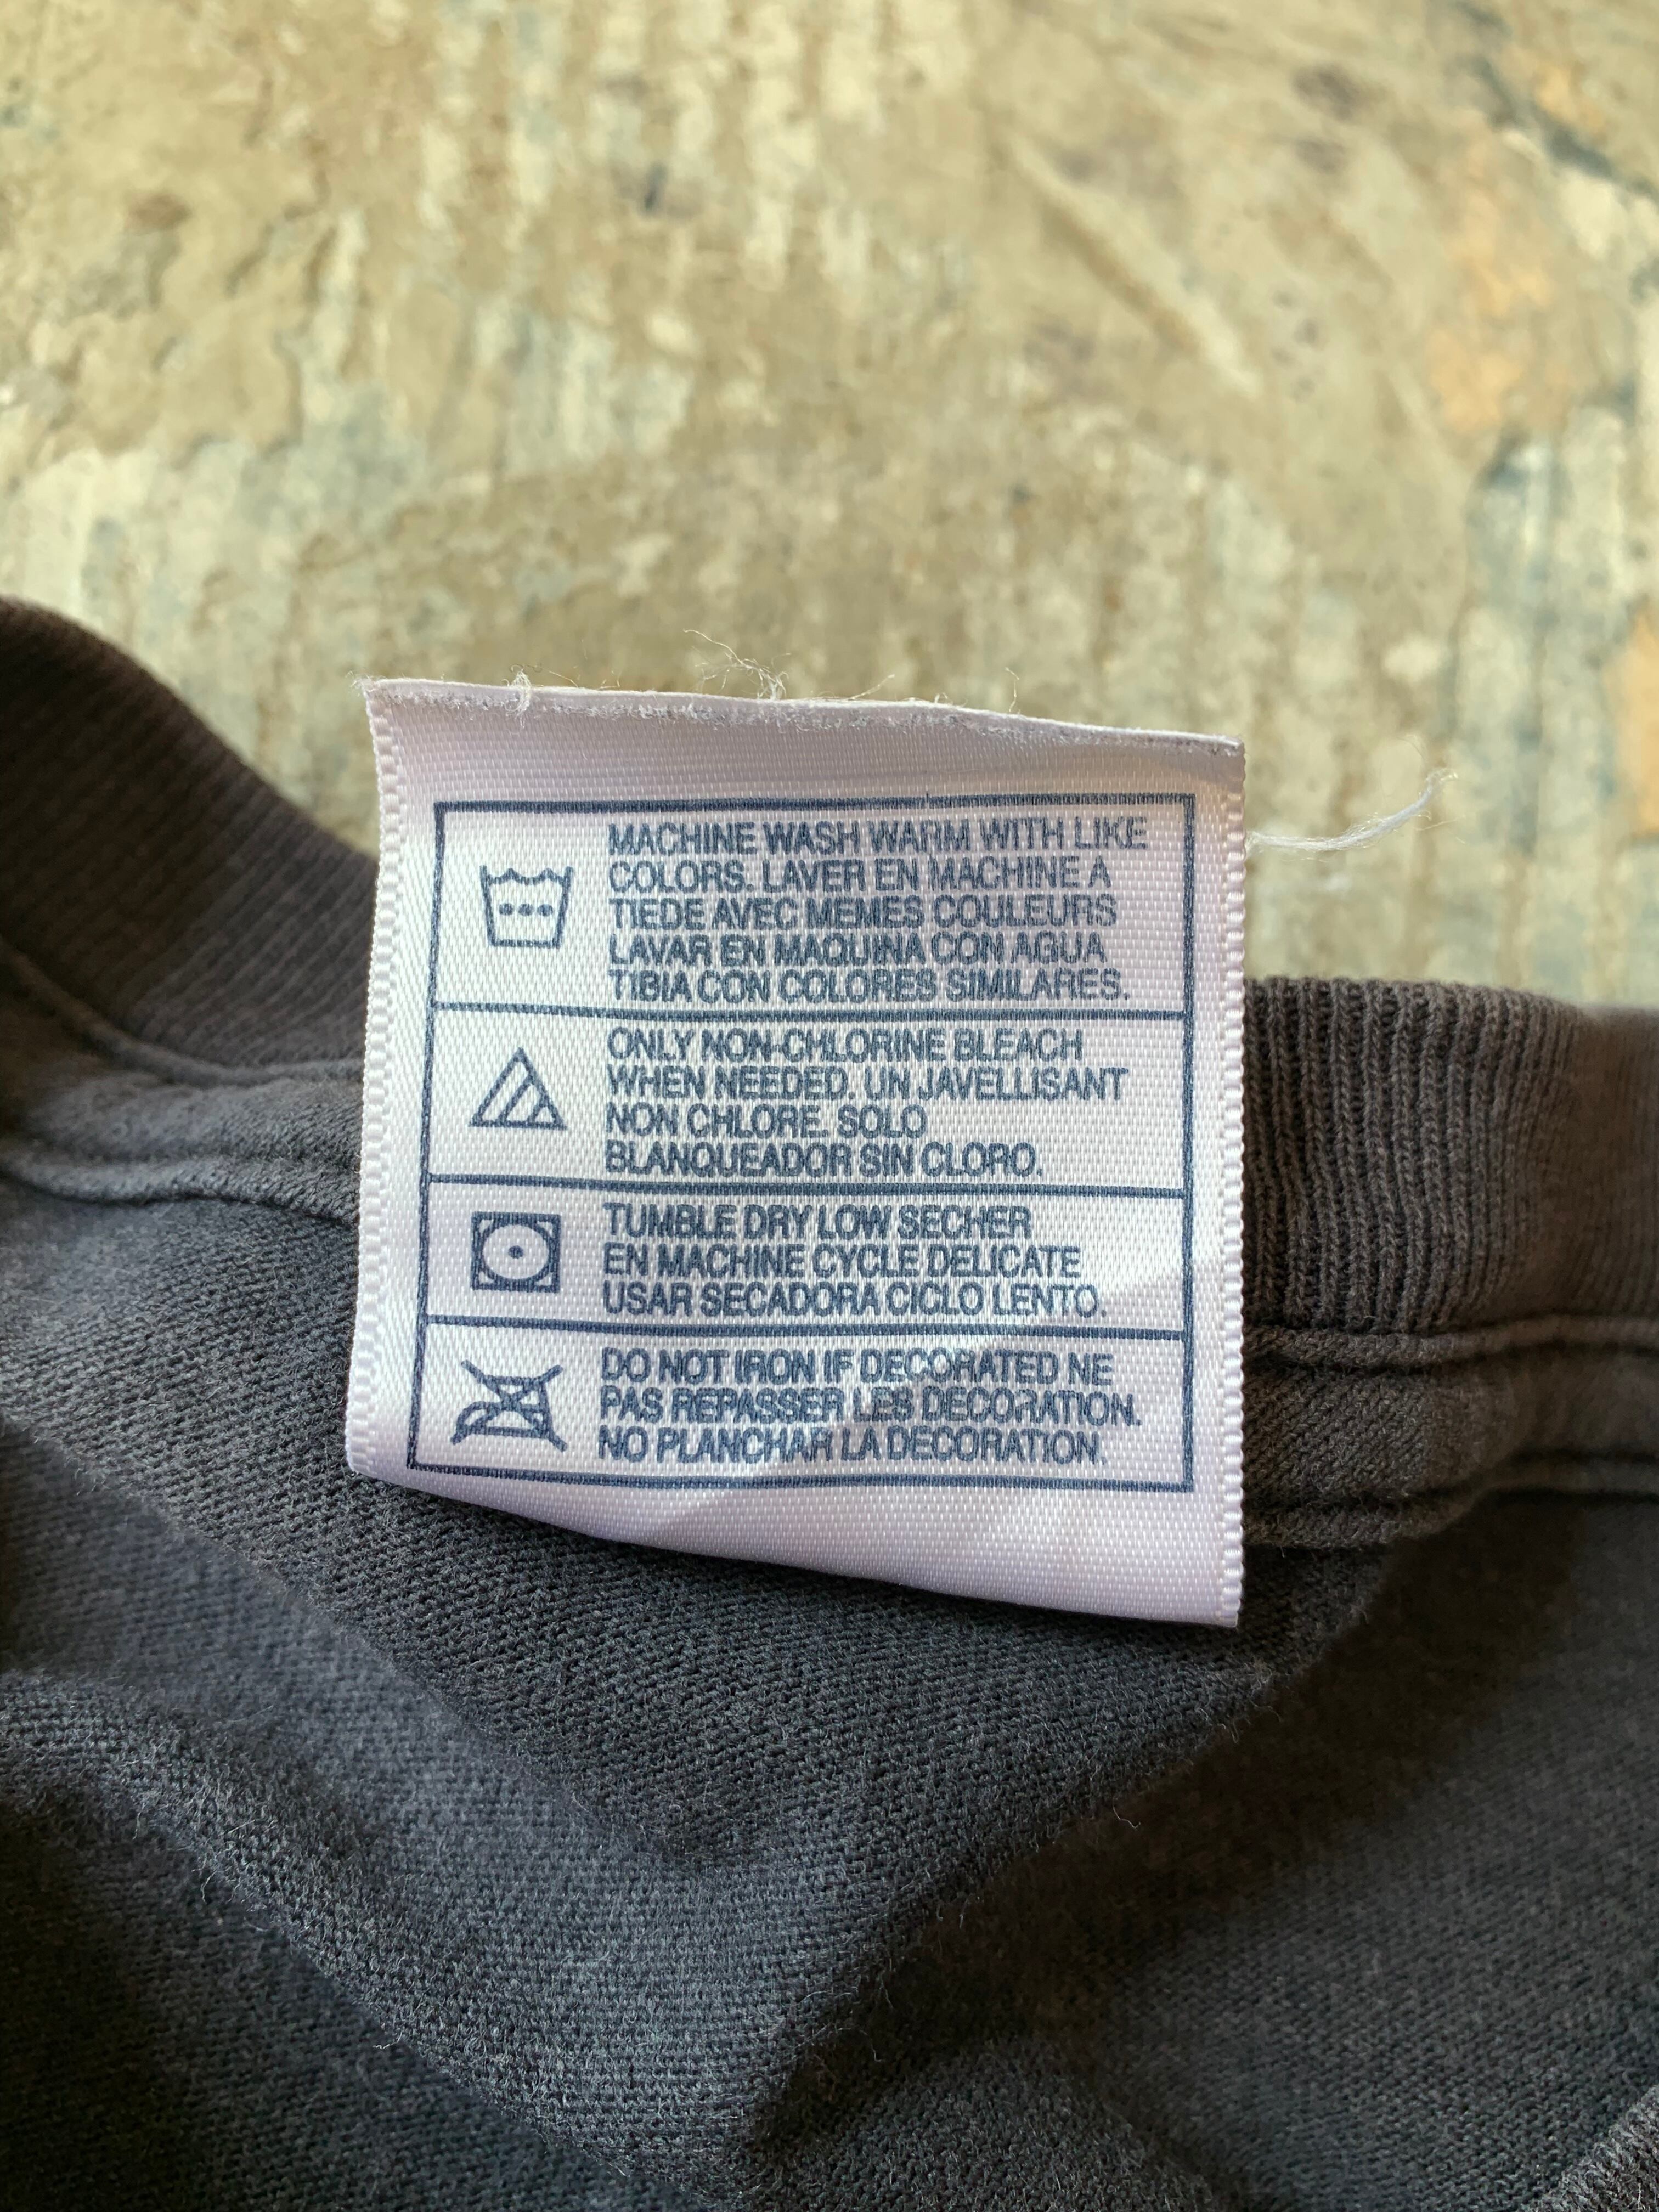 MACHINE WASH WARM WITH LIKE
COLORS. LAVER EN MACHINE A
TIEDE AVEC MEMES COULEURS
LAVAR EN MAQUINA CON AGUA
TIBIA CON COLORES SIMILARES.
ONLY NON-CHLORINE BLEACH
WHEN NEEDED. UN JAVELLISANT
NON CHLORE. SOLO
BLANQUEADOR SIN CLORO.
TUMBLE DRY LOW SECHER
EN MACHINE CYCLE DELICATE
USAR SECADORA CICLO LENTO.
DO NOT IRON IF DECORATED NE
PAS REPASSER LES DECORATION.
NO PLANCHAR LA DECORATION.